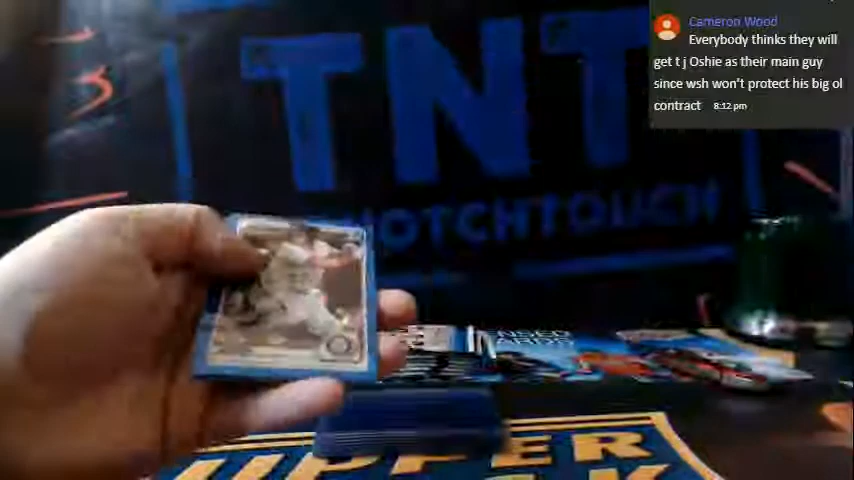 Cameron Wood
Everybody thinks they will
get t j Oshie as their main guy
since wsh won't protect his big ol
contract 8:12 pm
TNT
NOTCHTOUCH
UPPER